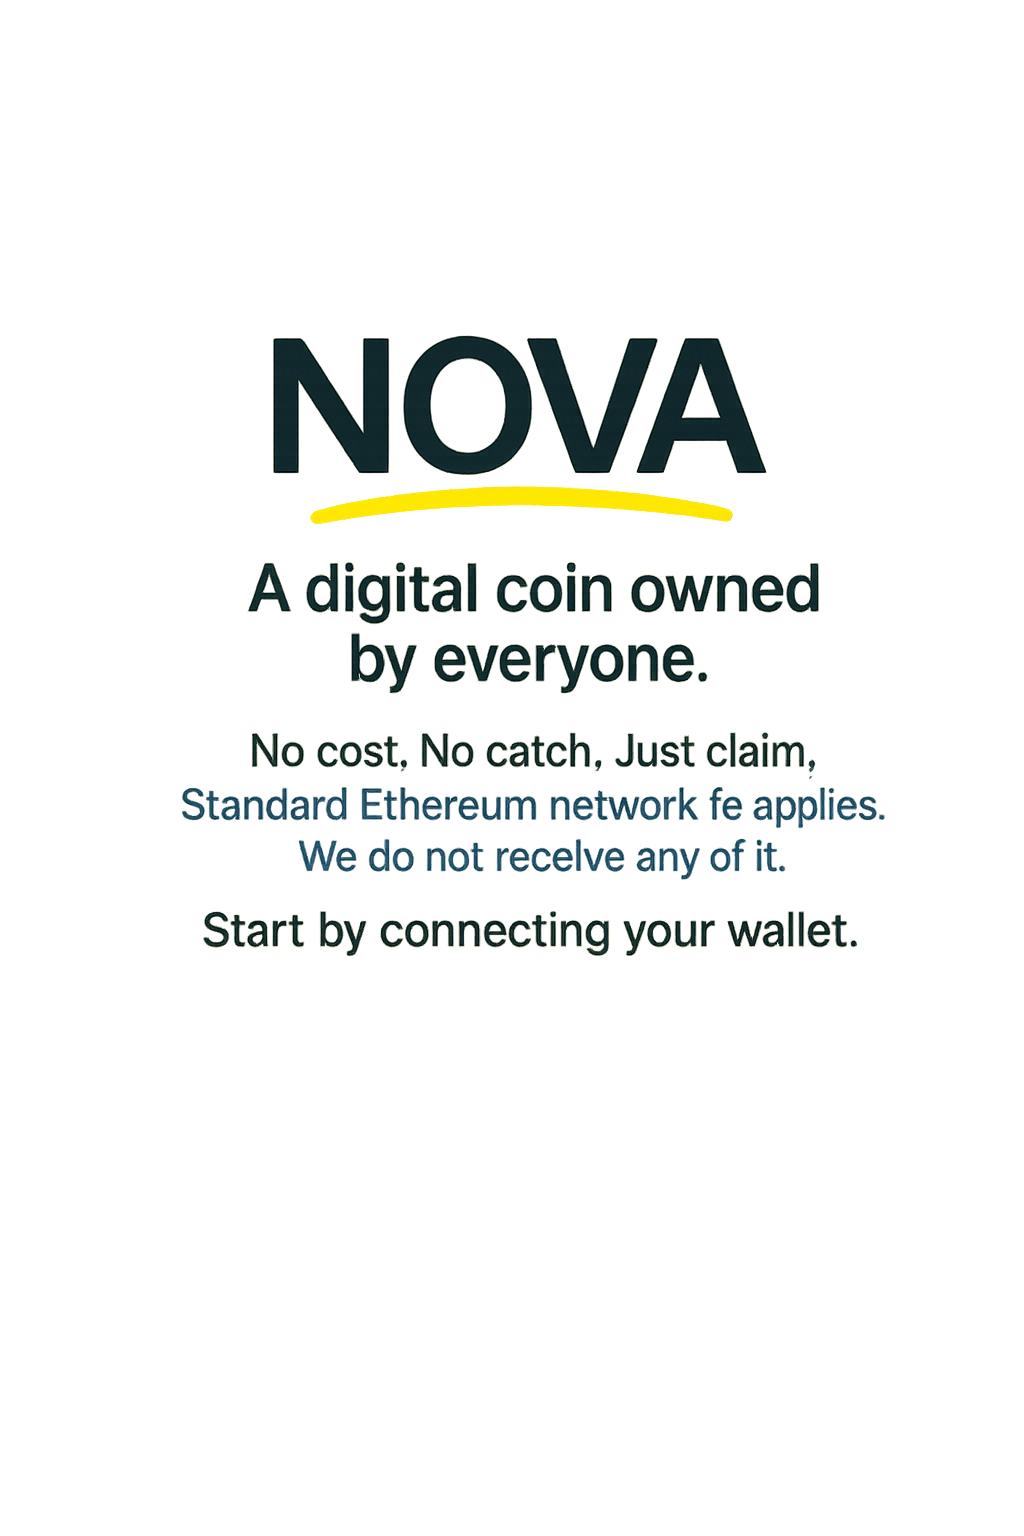 NOVA
A digital coin owned
by everyone.
No cost, No catch, Just claim,
Standard Ethereum network fe applies.
We do not recelve any of it.
Start by connecting your wallet.